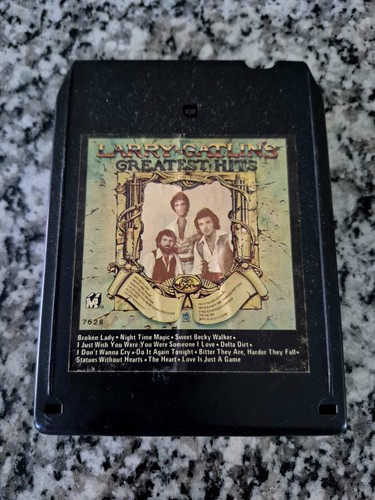 LARRY GATLIN'S
GREATEST HITS
7628
Broken Lady • Night Time Magic • Sweet Becky Walker •
I Just Wish You Were You Were Someone I Love • Delta Dirt •
I Don't Wanna Cry • Do It Again Tonight • Bitter They Are, Harder They Fall •
Statues Without Hearts • The Heart • Love Is Just A Game